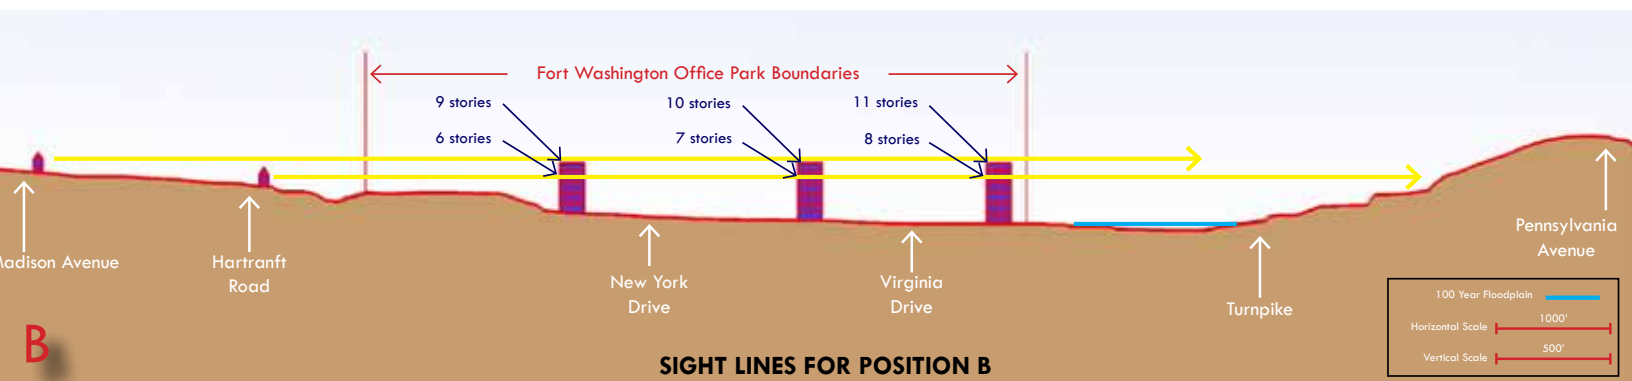 Fort Washington Office Park Boundaries
9 stories
10 stories
11 stories
6 stories
7 stories
8 stories
adison Avenue
Hartranft
Road
New York
Drive
Virginia
Drive
Turnpike
Pennsylvania
Avenue
100 Year Floodplain
Horizontal Scale
1000'
Vertical Scale
500'
B
SIGHT LINES FOR POSITION B